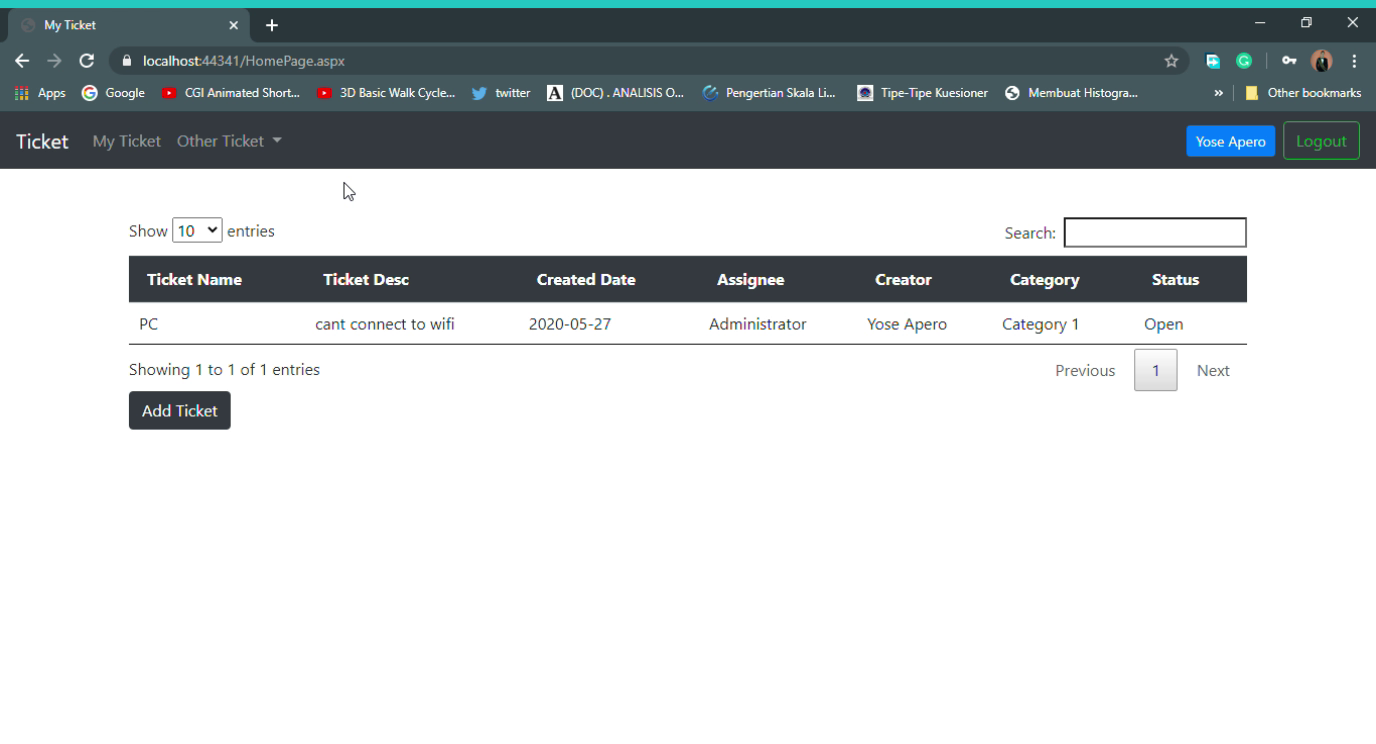 My Ticket
localhost:44341/HomePage.aspx
Apps Google CGI Animated Short... 3D Basic Walk Cycle... twitter A (DOC) . ANALISIS O... Pengertian Skala Li... Tipe-Tipe Kuesioner Membuat Histogra... » Other bookmarks
Ticket My Ticket Other Ticket Yose Apero Logout
Show 10 entries Search:
Ticket Name Ticket Desc Created Date Assignee Creator Category Status
PC cant connect to wifi 2020-05-27 Administrator Yose Apero Category 1 Open
Showing 1 to 1 of 1 entries Previous 1 Next
Add Ticket